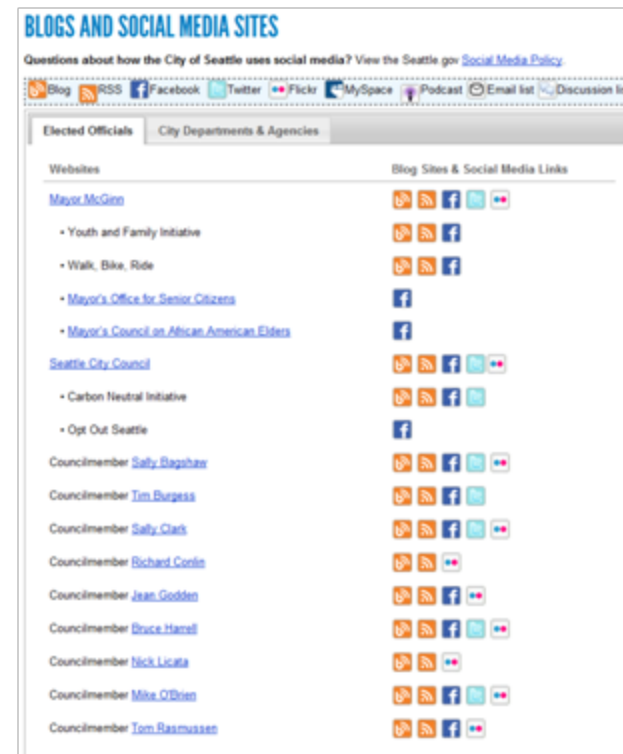 BLOGS AND SOCIAL MEDIA SITES
Questions about how the City of Seattle uses social media? View the Seattle.gov Social Media Policy.
Blog RSS Facebook Twitter Flickr MySpace Podcast Email list Discussion li
Elected Officials City Departments & Agencies
Websites Blog Sites & Social Media Links
Mayor McGinn
• Youth and Family Initiative
• Walk, Bike, Ride
• Mayor's Office for Senior Citizens
• Mayor's Council on African American Elders
Seattle City Council
• Carbon Neutral Initiative
• Opt Out Seattle
Councilmember Sally Bagshaw
Councilmember Tim Burgess
Councilmember Sally Clark
Councilmember Richard Conlin
Councilmember Jean Godden
Councilmember Bruce Harrell
Councilmember Nick Licata
Councilmember Mike O'Brien
Councilmember Tom Rasmussen